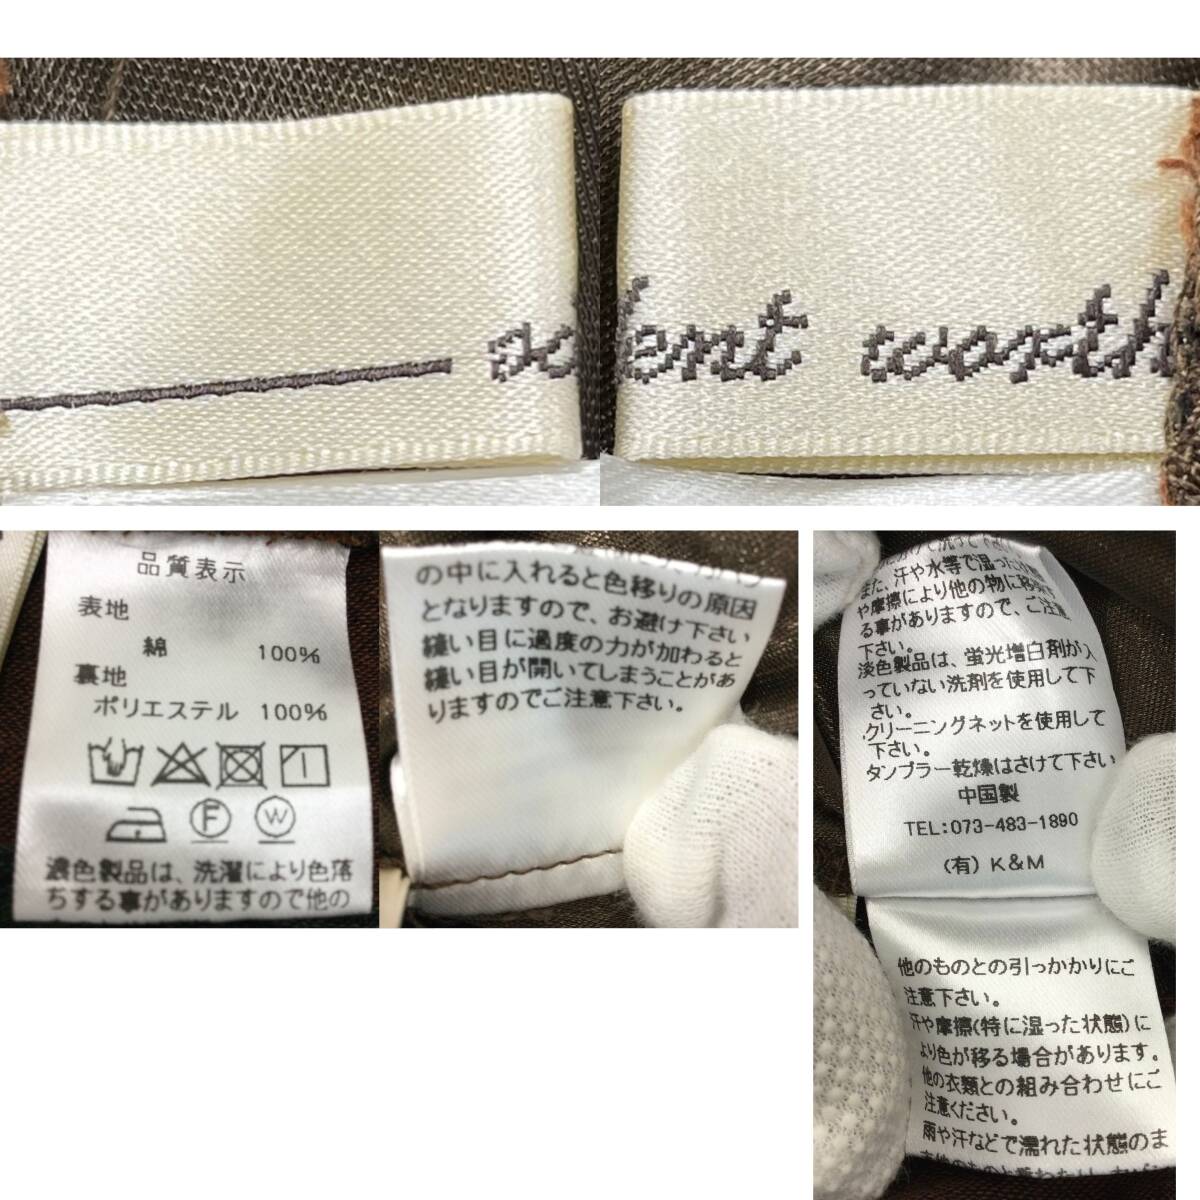 talent worth
品質表示
表地
綿 100%
裏地
ポリエステル 100%
F W
濃色製品は、洗濯により色落
ちする事がありますので他の
の中に入れると色移りの原因
となりますので、お避け下さい
縫い目に過度の力が加わると
縫い目が開いてしまうことがあ
りますのでご注意下さい。
また、汗や水等で湿った状態
や摩擦により他の物に移染す
る事がありますので、ご注意
下さい。
淡色製品は、蛍光増白剤が入
っていない洗剤を使用して下
さい。
クリーニングネットを使用して
下さい。
タンブラー乾燥はさけて下さい
中国製
TEL:073-483-1890
(有) K&M
他のものとの引っかかりにご
注意下さい。
汗や摩擦(特に湿った状態)に
より色が移る場合があります。
他の衣類との組み合わせにご
注意ください。
雨や汗などで濡れた状態のま